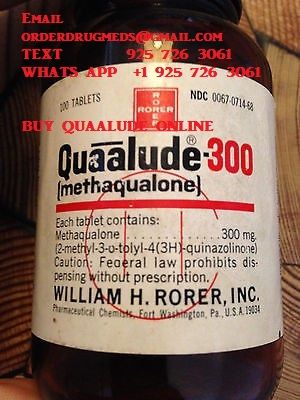 Email
ORDERDRUGMEDS
TEXT 925 726 3061
WHATS APP +1 925 726 3061
100 TABLETS
RORER
NDC 0067-0714-68
BUY QUAALUDE ONLINE
Quaalude®-300
(methaqualone)
Each tablet contains:
Methaqualone ................300 mg.
(2-methyl-3-o-tolyl-4(3H)-quinazolinone)
Caution: Federal law prohibits dis-
pensing without prescription.
WILLIAM H. RORER, INC.
Pharmaceutical Chemists, Fort Washington, Pa., U.S.A. 19034